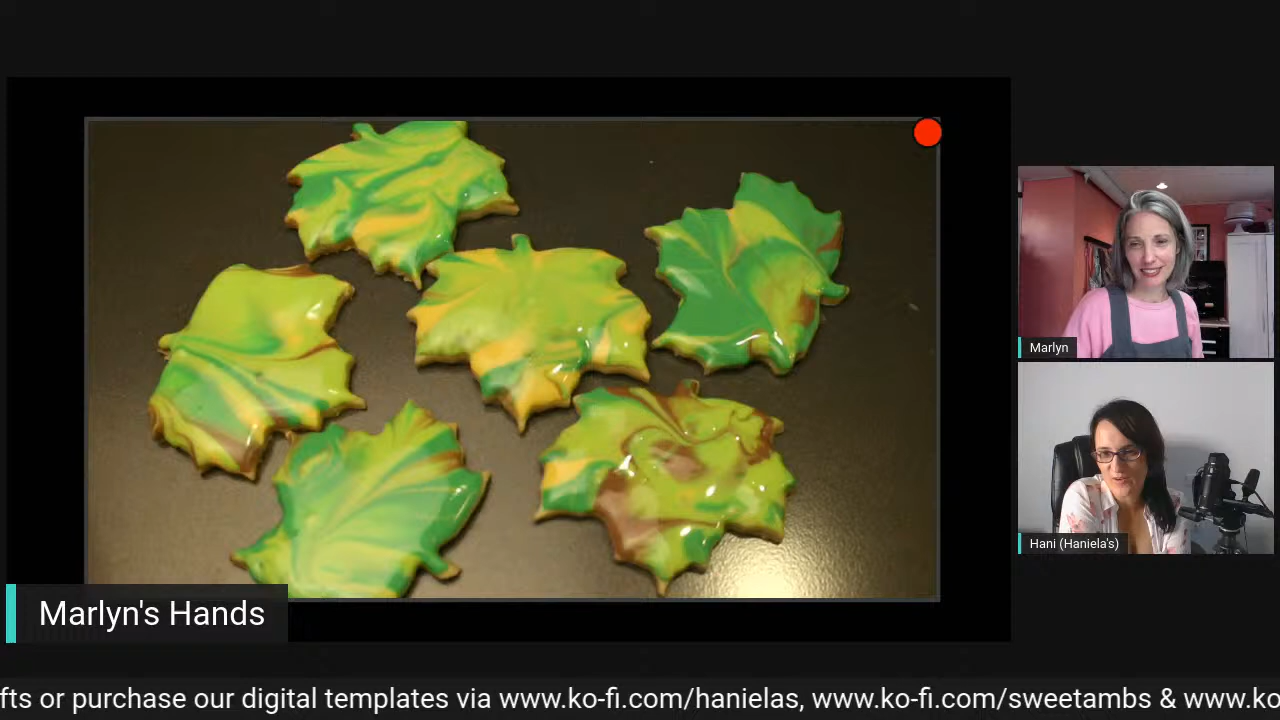 Marlyn
Hani (Haniela's)
Marlyn's Hands
fts or purchase our digital templates via www.ko-fi.com/hanielas, www.ko-fi.com/sweetambs & www.ko